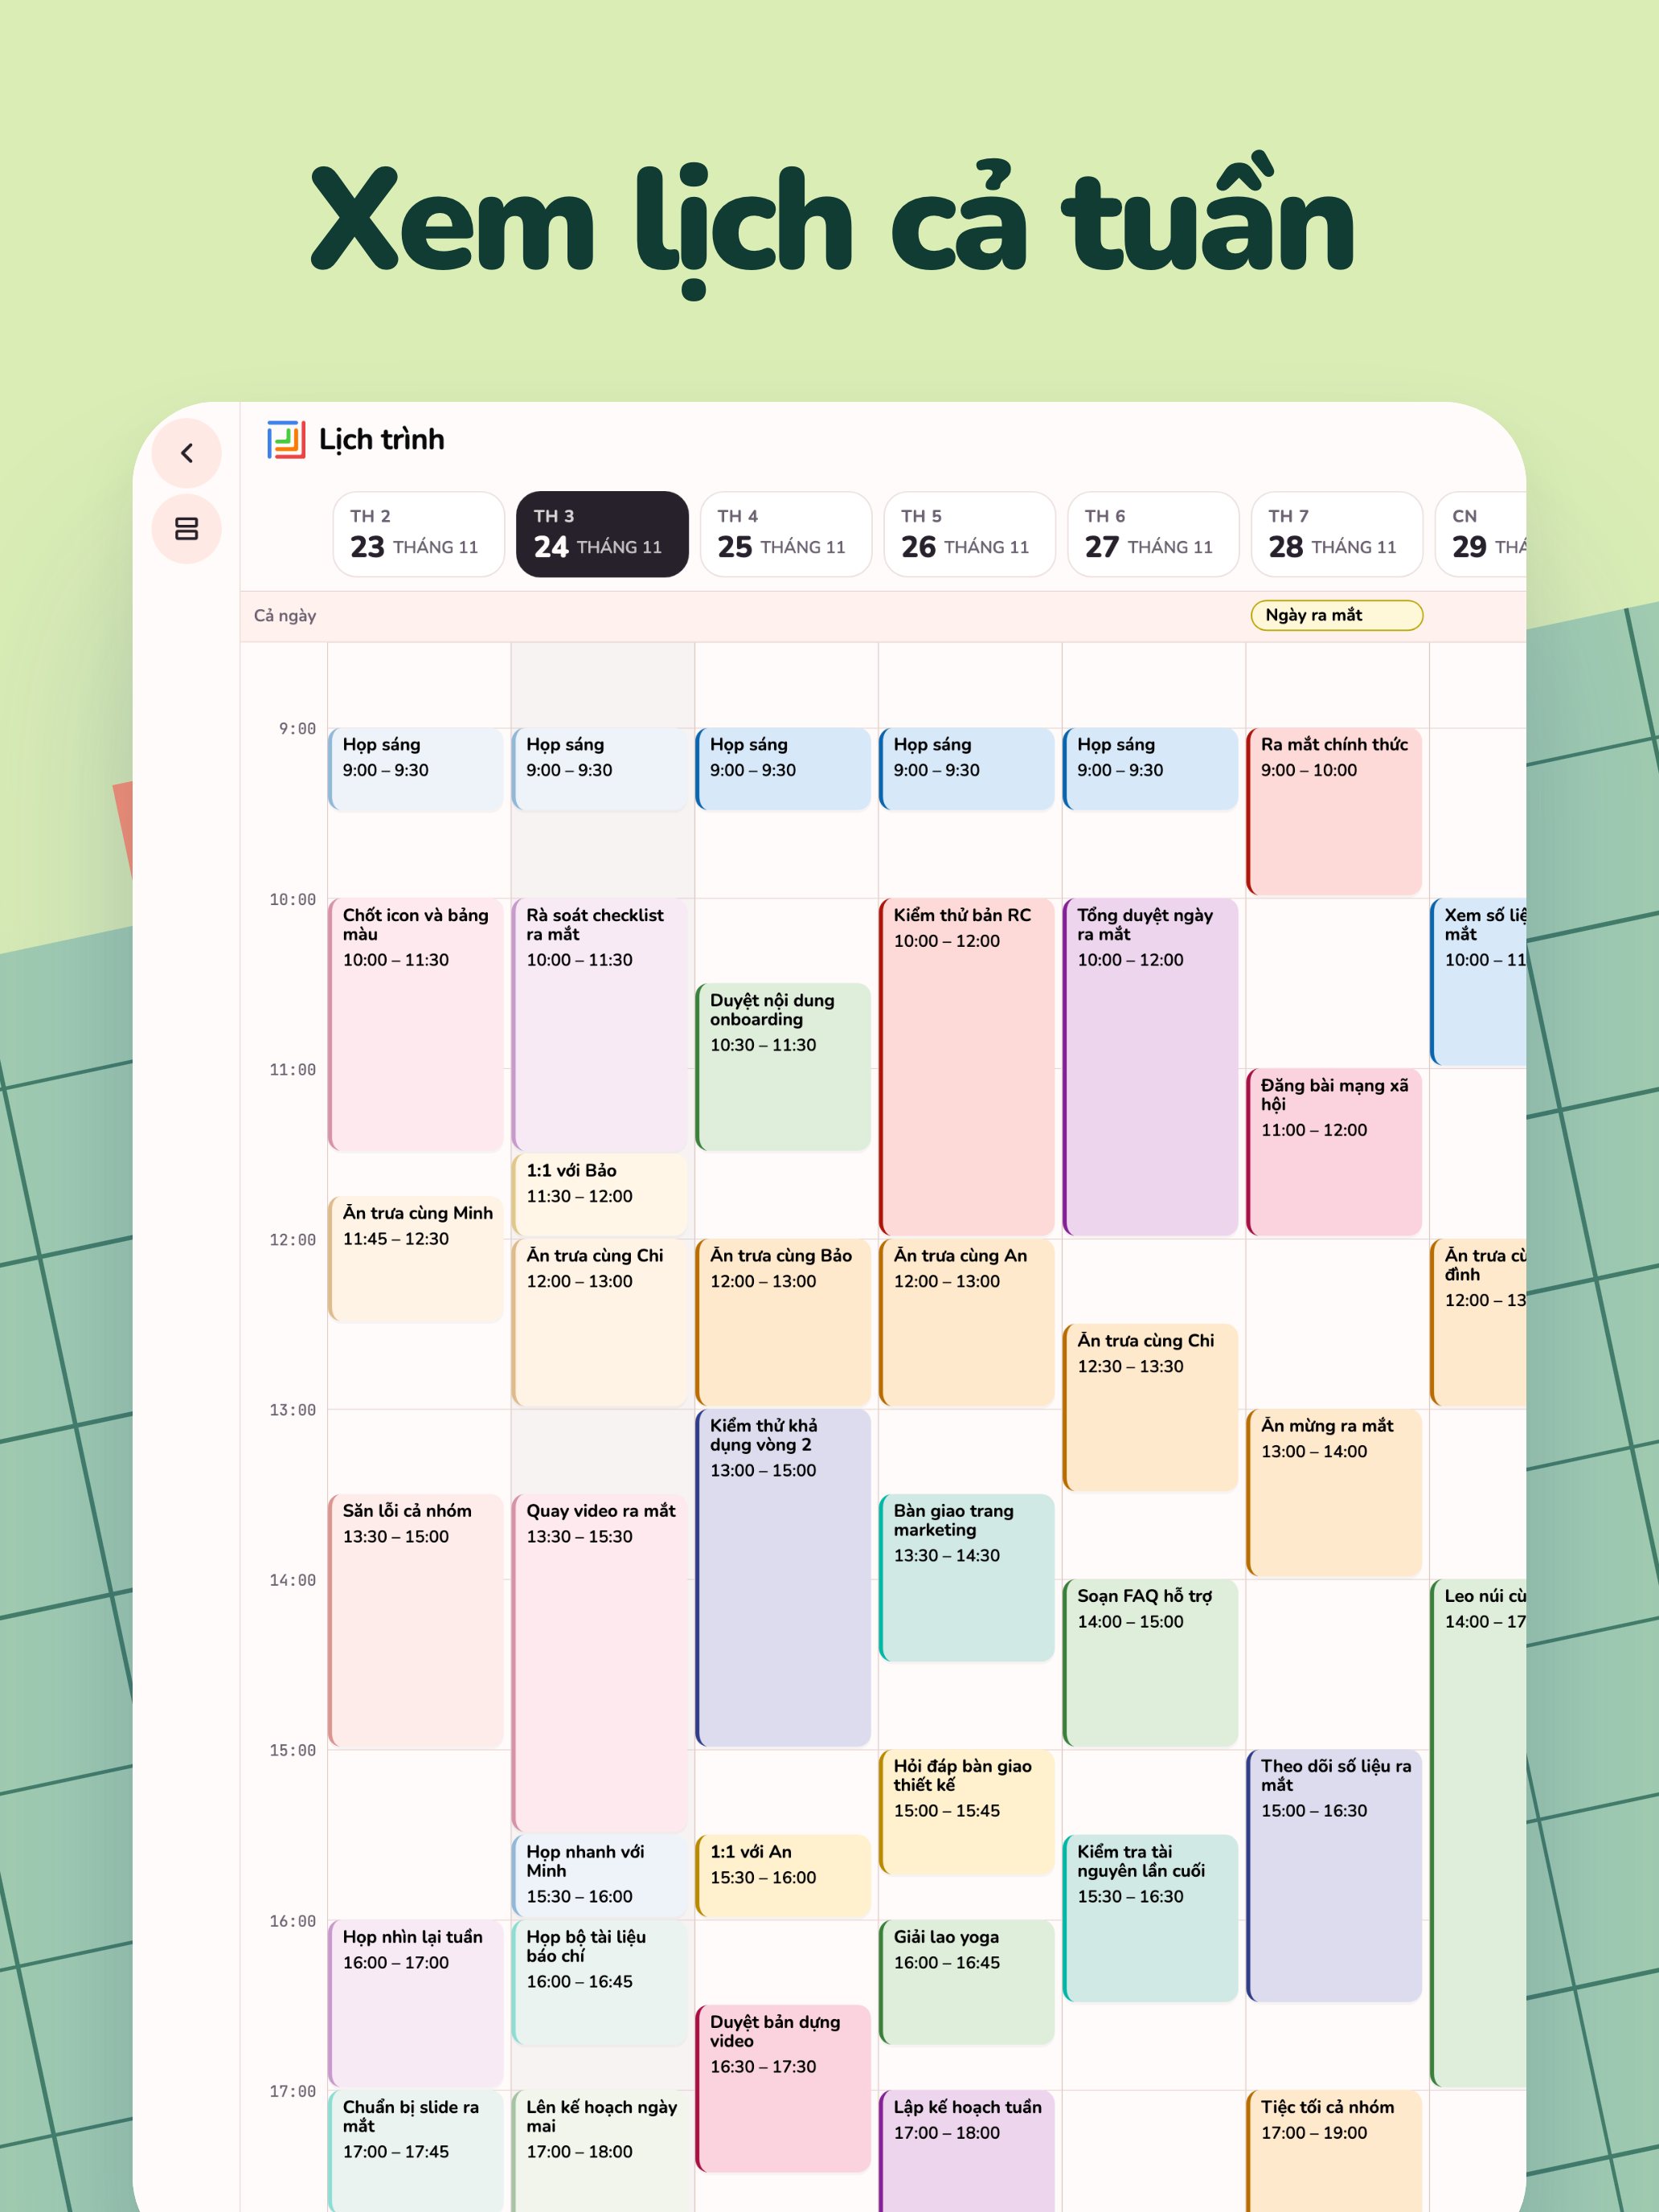 Xem lịch cả tuần
Lịch trình
TH 2
23 THÁNG 11
TH 3
24 THÁNG 11
TH 4
25 THÁNG 11
TH 5
26 THÁNG 11
TH 6
27 THÁNG 11
TH 7
28 THÁNG 11
CN
29
Cả ngày
Ngày ra mắt
9:00
10:00
11:00
12:00
13:00
14:00
15:00
16:00
17:00
Họp sáng
9:00 – 9:30
Chốt icon và bảng
màu
10:00 – 11:30
Ăn trưa cùng Minh
11:45 – 12:30
Săn lỗi cả nhóm
13:30 – 15:00
Họp nhìn lại tuần
16:00 – 17:00
Chuẩn bị slide ra
mắt
17:00 – 17:45
Họp sáng
9:00 – 9:30
Rà soát checklist
ra mắt
10:00 – 11:30
1:1 với Bảo
11:30 – 12:00
Ăn trưa cùng Chi
12:00 – 13:00
Quay video ra mắt
13:30 – 15:30
Họp nhanh với
Minh
15:30 – 16:00
Họp bộ tài liệu
báo chí
16:00 – 16:45
Lên kế hoạch ngày
mai
17:00 – 18:00
Họp sáng
9:00 – 9:30
Duyệt nội dung
onboarding
10:30 – 11:30
Ăn trưa cùng Bảo
12:00 – 13:00
Kiểm thử khả
dụng vòng 2
13:00 – 15:00
1:1 với An
15:30 – 16:00
Duyệt bản dựng
video
16:30 – 17:30
Họp sáng
9:00 – 9:30
Kiểm thử bản RC
10:00 – 12:00
Ăn trưa cùng An
12:00 – 13:00
Bàn giao trang
marketing
13:30 – 14:30
Hỏi đáp bàn giao
thiết kế
15:00 – 15:45
Giải lao yoga
16:00 – 16:45
Lập kế hoạch tuần
17:00 – 18:00
Họp sáng
9:00 – 9:30
Tổng duyệt ngày
ra mắt
10:00 – 12:00
Ăn trưa cùng Chi
12:30 – 13:30
Soạn FAQ hỗ trợ
14:00 – 15:00
Kiểm tra tài
nguyên lần cuối
15:30 – 16:30
Ra mắt chính thức
9:00 – 10:00
Đăng bài mạng xã
hội
11:00 – 12:00
Ăn mừng ra mắt
13:00 – 14:00
Theo dõi số liệu ra
mắt
15:00 – 16:30
Tiệc tối cả nhóm
17:00 – 19:00
Xem số
mắt
10:00 – 11
Ăn trưa
đình
12:00 – 13
Leo núi
14:00 – 17